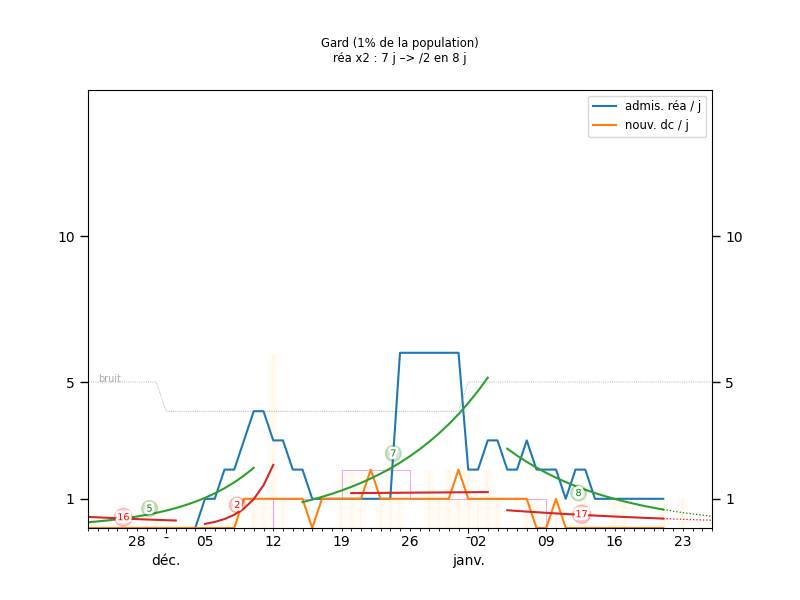 Gard (1% de la population)
réa x2 : 7 j –> /2 en 8 j
admis. réa / j
nouv. dc / j
10 10
bruit
5 5
7
8
5
2
16
17
1 1
28 05 12 19 26 02 09 16 23
déc. janv.